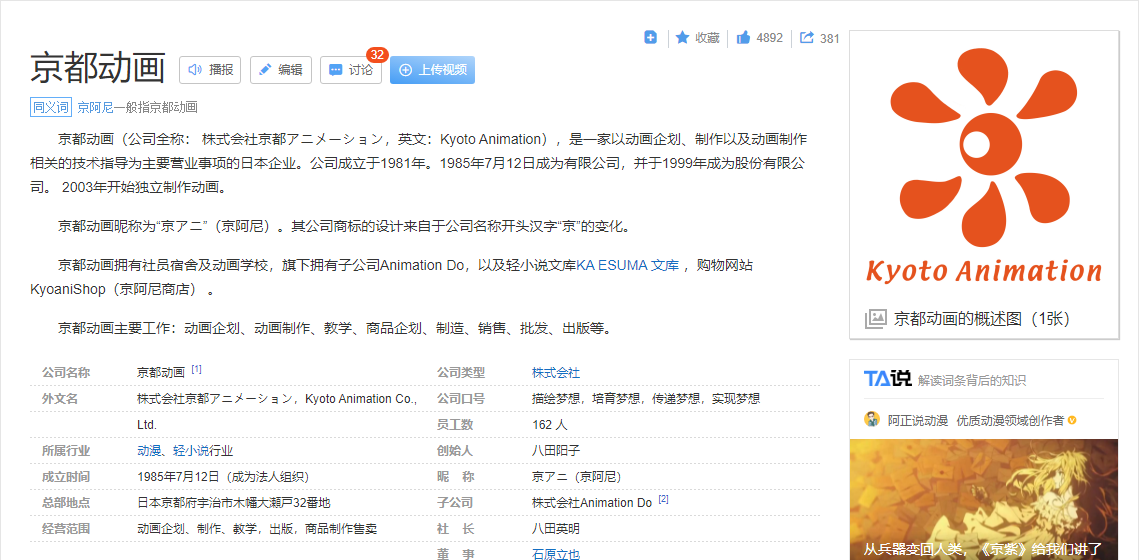 收藏 4892 381
京都动画 播报 编辑 讨论 32 上传视频
同义词 京阿尼一般指京都动画
京都动画（公司全称： 株式会社京都アニメーション，英文：Kyoto Animation），是一家以动画企划、制作以及动画制作
相关的技术指导为主要营业事项的日本企业。公司成立于1981年。1985年7月12日成为有限公司，并于1999年成为股份有限公
司。 2003年开始独立制作动画。
京都动画昵称为“京アニ”（京阿尼）。其公司商标的设计来自于公司名称开头汉字“京”的变化。
京都动画拥有社员宿舍及动画学校，旗下拥有子公司Animation Do，以及轻小说文库KA ESUMA 文库 ，购物网站
KyoaniShop（京阿尼商店） 。
京都动画主要工作：动画企划、动画制作、教学、商品企划、制造、销售、批发、出版等。
公司名称 京都动画 [1] 公司类型 株式会社
外文名 株式会社京都アニメーション，Kyoto Animation Co., 公司口号 描绘梦想，培育梦想，传递梦想，实现梦想
Ltd. 员工数 162 人
所属行业 动漫、轻小说行业 创始人 八田阳子
成立时间 1985年7月12日（成为法人组织） 昵 称 京アニ（京阿尼）
总部地点 日本京都府宇治市木幡大瀬戸32番地 子公司 株式会社Animation Do [2]
经营范围 动画企划、制作、教学，出版，商品制作售卖 社 长 八田英明
董 事 石原立也
Kyoto Animation
京都动画的概述图（1张）
TA说 解读词条背后的知识
阿正说动漫 优质动漫领域创作者
从兵器变回人类，《京紫》给我们讲了